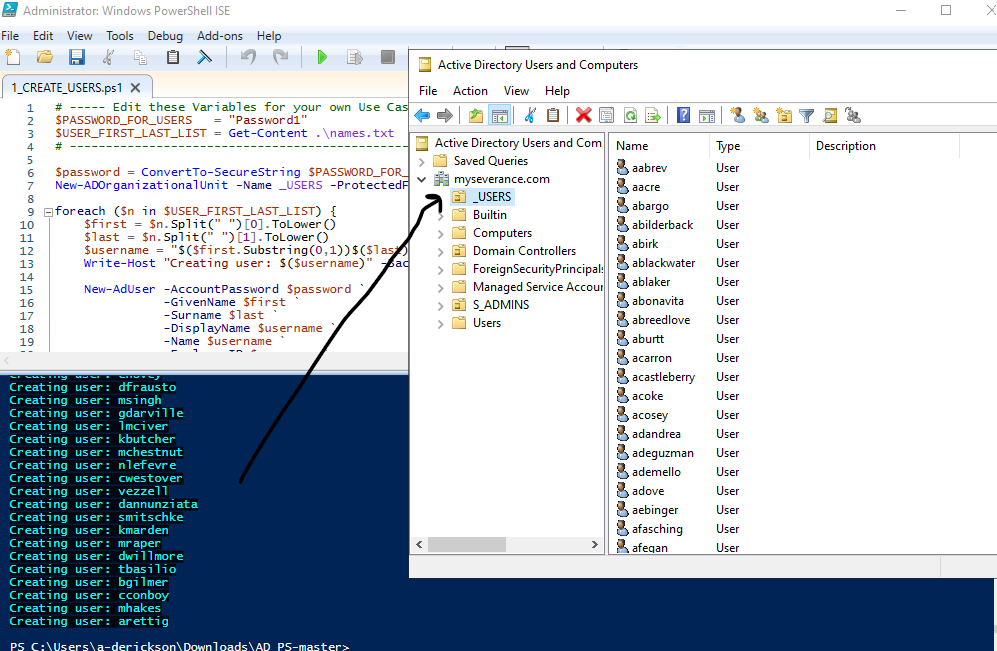 Administrator: Windows PowerShell ISE
File Edit View Tools Debug Add-ons Help
1_CREATE_USERS.ps1
1 # ----- Edit these Variables for your own Use Cas
2 $PASSWORD_FOR_USERS = "Password1"
3 $USER_FIRST_LAST_LIST = Get-Content .\names.txt
4 # ------------------------------------------------
5
6 $password = ConvertTo-SecureString $PASSWORD_FOR_
7 New-ADOrganizationalUnit -Name _USERS -ProtectedF
8
9 foreach ($n in $USER_FIRST_LAST_LIST) {
10 $first = $n.Split(" ")[0].ToLower()
11 $last = $n.Split(" ")[1].ToLower()
12 $username = "$($first.Substring(0,1))$($last)
13 Write-Host "Creating user: $($username)" -Bac
14
15 New-AdUser -AccountPassword $password `
16 -GivenName $first `
17 -Surname $last `
18 -DisplayName $username `
19 -Name $username `
Creating user: dfrausto
Creating user: msingh
Creating user: gdarville
Creating user: lmciver
Creating user: kbutcher
Creating user: mchestnut
Creating user: nlefevre
Creating user: cwestover
Creating user: vezzell
Creating user: dannunziata
Creating user: smitschke
Creating user: kmarden
Creating user: mraper
Creating user: dwillmore
Creating user: tbasilio
Creating user: bgilmer
Creating user: cconboy
Creating user: mhakes
Creating user: arettig
PS C:\Users\a-derickson\Downloads\AD_PS-master>
Active Directory Users and Computers
File Action View Help
Active Directory Users and Com
Saved Queries
myseverance.com
_USERS
Builtin
Computers
Domain Controllers
ForeignSecurityPrincipals
Managed Service Accour
S_ADMINS
Users
Name Type Description
aabrev User
aacre User
abargo User
abilderback User
abirk User
ablackwater User
ablaker User
abonavita User
abreedlove User
aburtt User
acarron User
acastleberry User
acoke User
acosey User
adandrea User
adeguzman User
ademello User
adove User
aebinger User
afasching User
afegan User